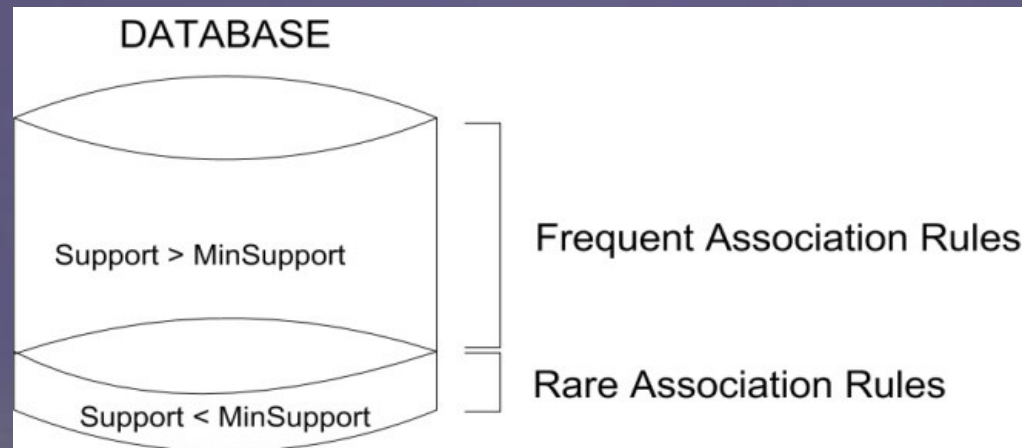 DATABASE
Support > MinSupport
Frequent Association Rules
Rare Association Rules
Support < MinSupport